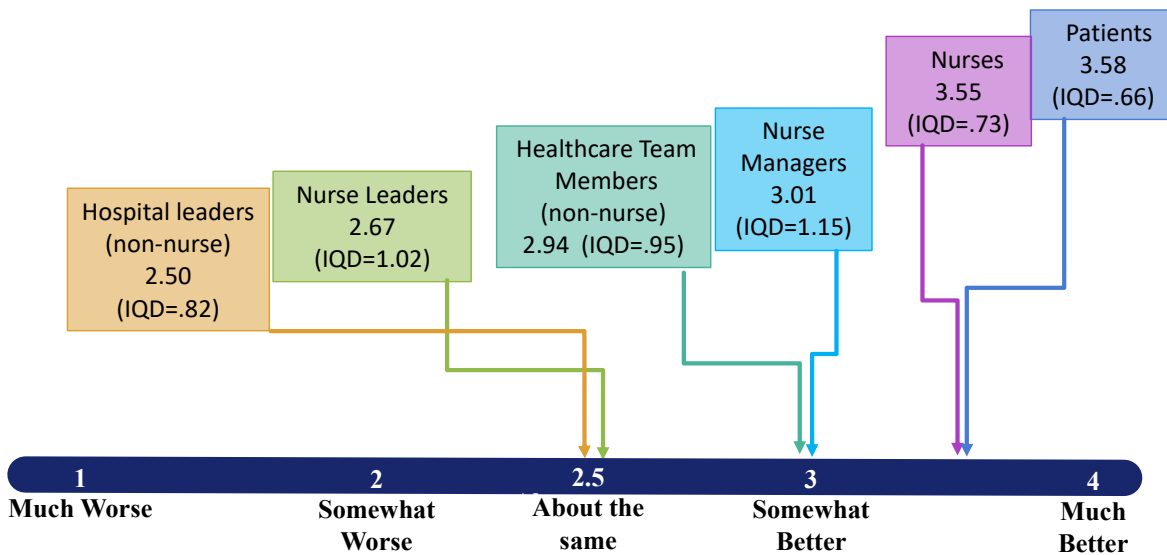 Hospital leaders
(non-nurse)
2.50
(IQD=.82)
Nurse Leaders
2.67
(IQD=1.02)
Healthcare Team
Members
(non-nurse)
2.94 (IQD=.95)
Nurse
Managers
3.01
(IQD=1.15)
Nurses
3.55
(IQD=.73)
Patients
3.58
(IQD=.66)
1
Much Worse
2
Somewhat
Worse
2.5
About the
same
3
Somewhat
Better
4
Much
Better